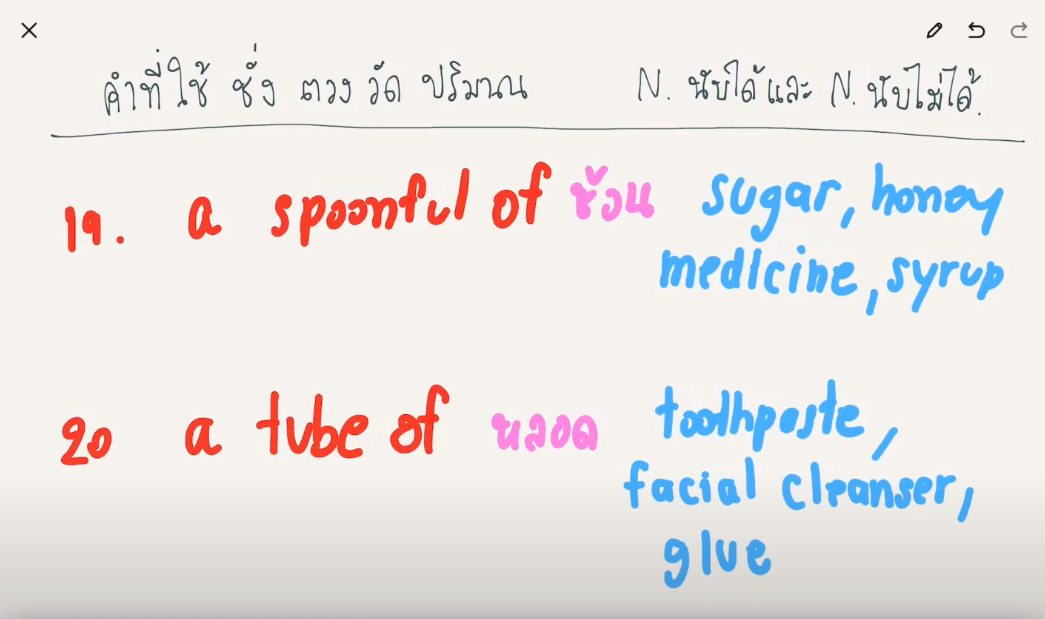 คำที่ใช้ ชั่ง ตวง วัด ปริมาณ N. นับได้ และ N. นับไม่ได้.
19. a spoonful of ช้อน sugar, honey
medicine, syrup
20 a tube of หลอด toothpaste,
facial cleanser,
glue